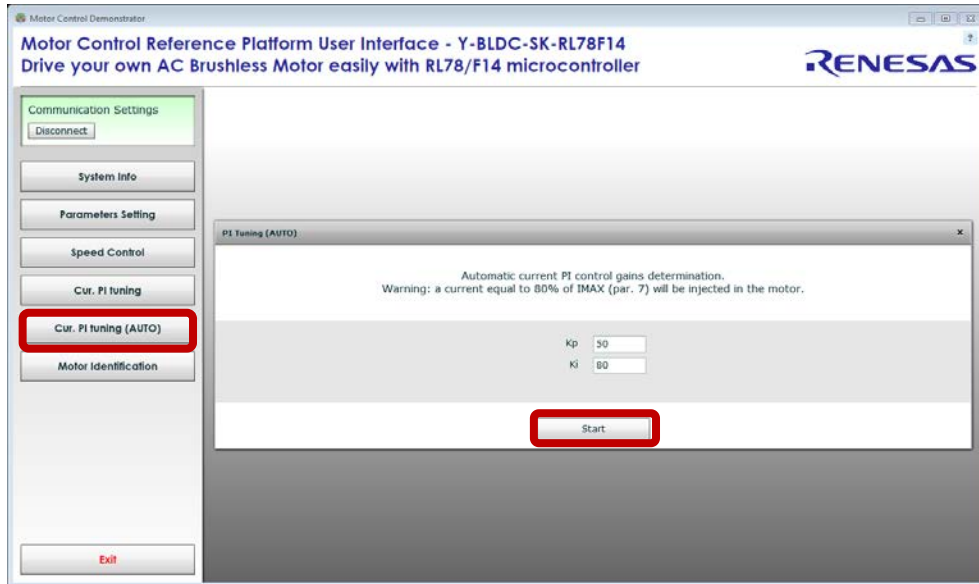 Motor Control Demonstrator
Motor Control Reference Platform User Interface - Y-BLDC-SK-RL78F14
Drive your own AC Brushless Motor easily with RL78/F14 microcontroller
?
RENESAS
Communication Settings
Disconnect
System Info
Parameters Setting
Speed Control
Cur. PI tuning
Cur. PI tuning (AUTO)
Motor Identification
Exit
PI Tuning (AUTO)
x
Automatic current PI control gains determination.
Warning: a current equal to 80% of IMAX (par. 7) will be injected in the motor.
Kp 50
Ki 80
Start